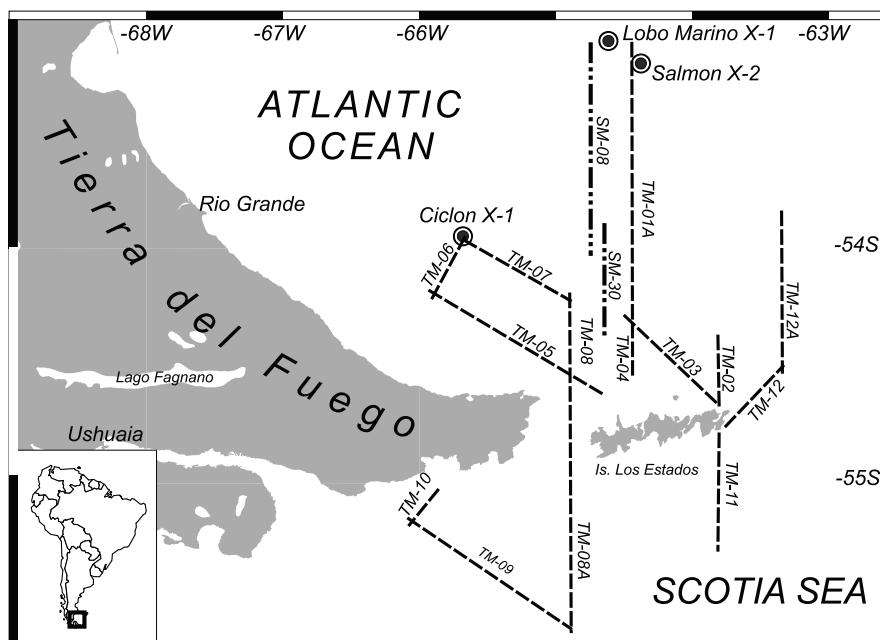 -68W
-67W
-66W
-63W
Lobo Marino X-1
Salmon X-2
ATLANTIC
OCEAN
SM-08
TM-01A
Tierra del Fuego
Rio Grande
Ciclon X-1
-54S
TM-06
TM-07
SM-30
TM-12A
TM-05
TM-08
TM-04
TM-03
TM-02
TM-12
Lago Fagnano
Ushuaia
Is. Los Estados
-55S
TM-10
TM-11
TM-09
TM-08A
SCOTIA SEA